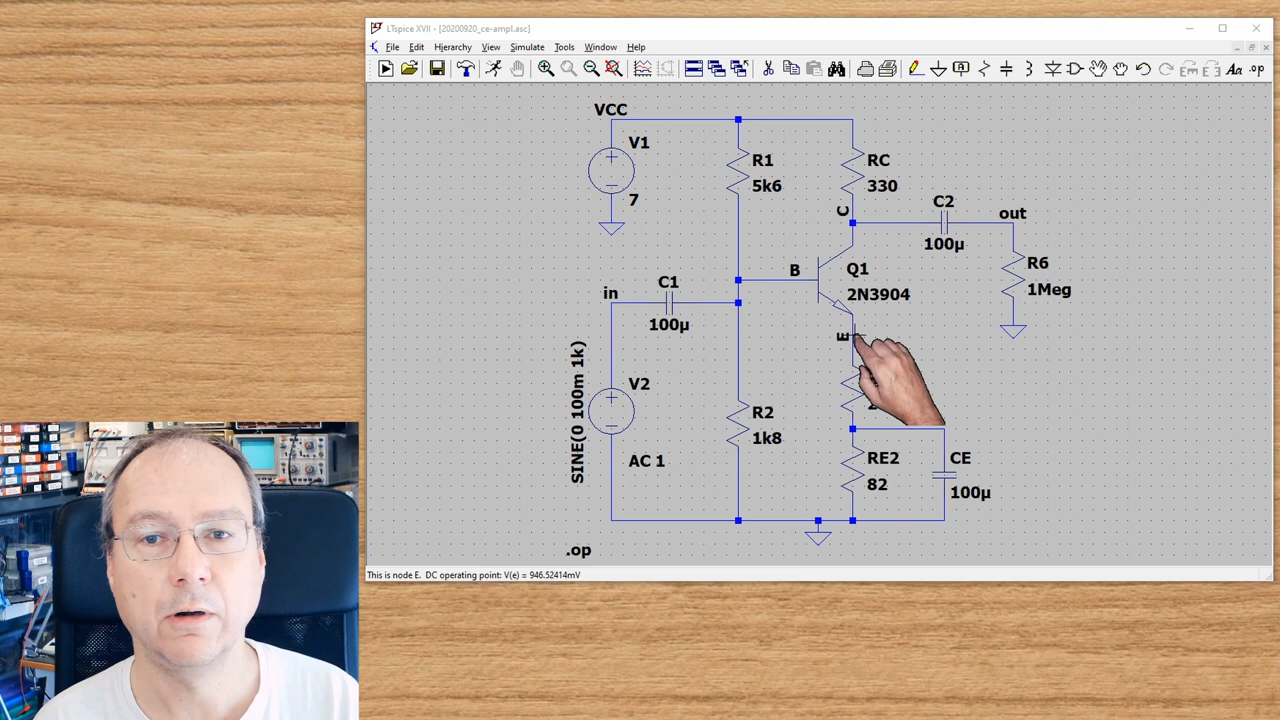 LTspice XVII - [20200920_ce-ampl.asc]
File Edit Hierarchy View Simulate Tools Window Help
.op
VCC
V1
7
R1
5k6
RC
330
C
C2
100µ
out
R6
1Meg
B
Q1
2N3904
in
C1
100µ
E
SINE(0 100m 1k)
V2
AC 1
R2
1k8
RE2
82
CE
100µ
.op
This is node E. DC operating point: V(e) = 946.52414mV